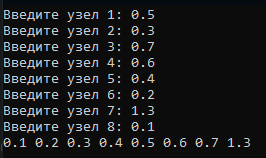 Введите узел 1: 0.5
Введите узел 2: 0.3
Введите узел 3: 0.7
Введите узел 4: 0.6
Введите узел 5: 0.4
Введите узел 6: 0.2
Введите узел 7: 1.3
Введите узел 8: 0.1
0.1 0.2 0.3 0.4 0.5 0.6 0.7 1.3